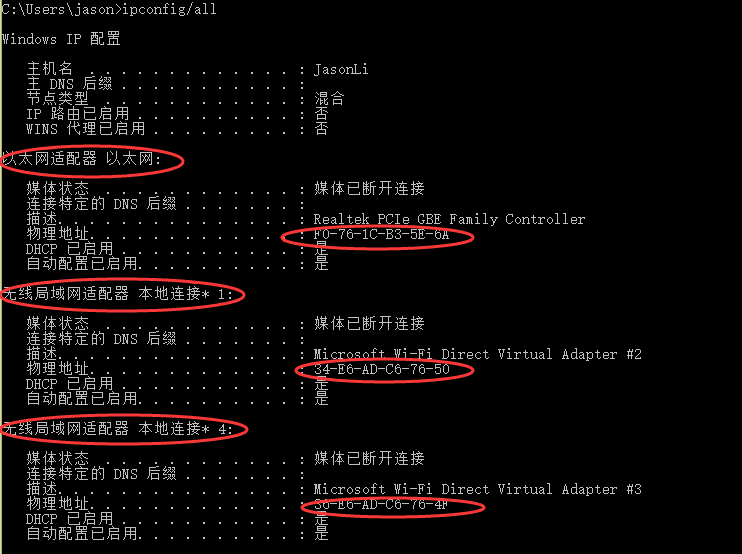 C:\Users\jason>ipconfig/all
Windows IP 配置
主机名 . . . . . . . . . . . . . : JasonLi
主 DNS 后缀 . . . . . . . . . . . :
节点类型 . . . . . . . . . . . . : 混合
IP 路由已启用 . . . . . . . . . . : 否
WINS 代理已启用 . . . . . . . . . : 否
以太网适配器 以太网:
媒体状态 . . . . . . . . . . . . : 媒体已断开连接
连接特定的 DNS 后缀 . . . . . . . :
描述. . . . . . . . . . . . . . . : Realtek PCIe GBE Family Controller
物理地址. . . . . . . . . . . . . : F0-76-1C-B3-5E-6A
DHCP 已启用 . . . . . . . . . . . : 是
自动配置已启用. . . . . . . . . . : 是
无线局域网适配器 本地连接* 1:
媒体状态 . . . . . . . . . . . . : 媒体已断开连接
连接特定的 DNS 后缀 . . . . . . . :
描述. . . . . . . . . . . . . . . : Microsoft Wi-Fi Direct Virtual Adapter #2
物理地址. . . . . . . . . . . . . : 34-E6-AD-C6-76-50
DHCP 已启用 . . . . . . . . . . . : 是
自动配置已启用. . . . . . . . . . : 是
无线局域网适配器 本地连接* 4:
媒体状态 . . . . . . . . . . . . : 媒体已断开连接
连接特定的 DNS 后缀 . . . . . . . :
描述. . . . . . . . . . . . . . . : Microsoft Wi-Fi Direct Virtual Adapter #3
物理地址. . . . . . . . . . . . . : 36-E6-AD-C6-76-4F
DHCP 已启用 . . . . . . . . . . . : 是
自动配置已启用. . . . . . . . . . : 是